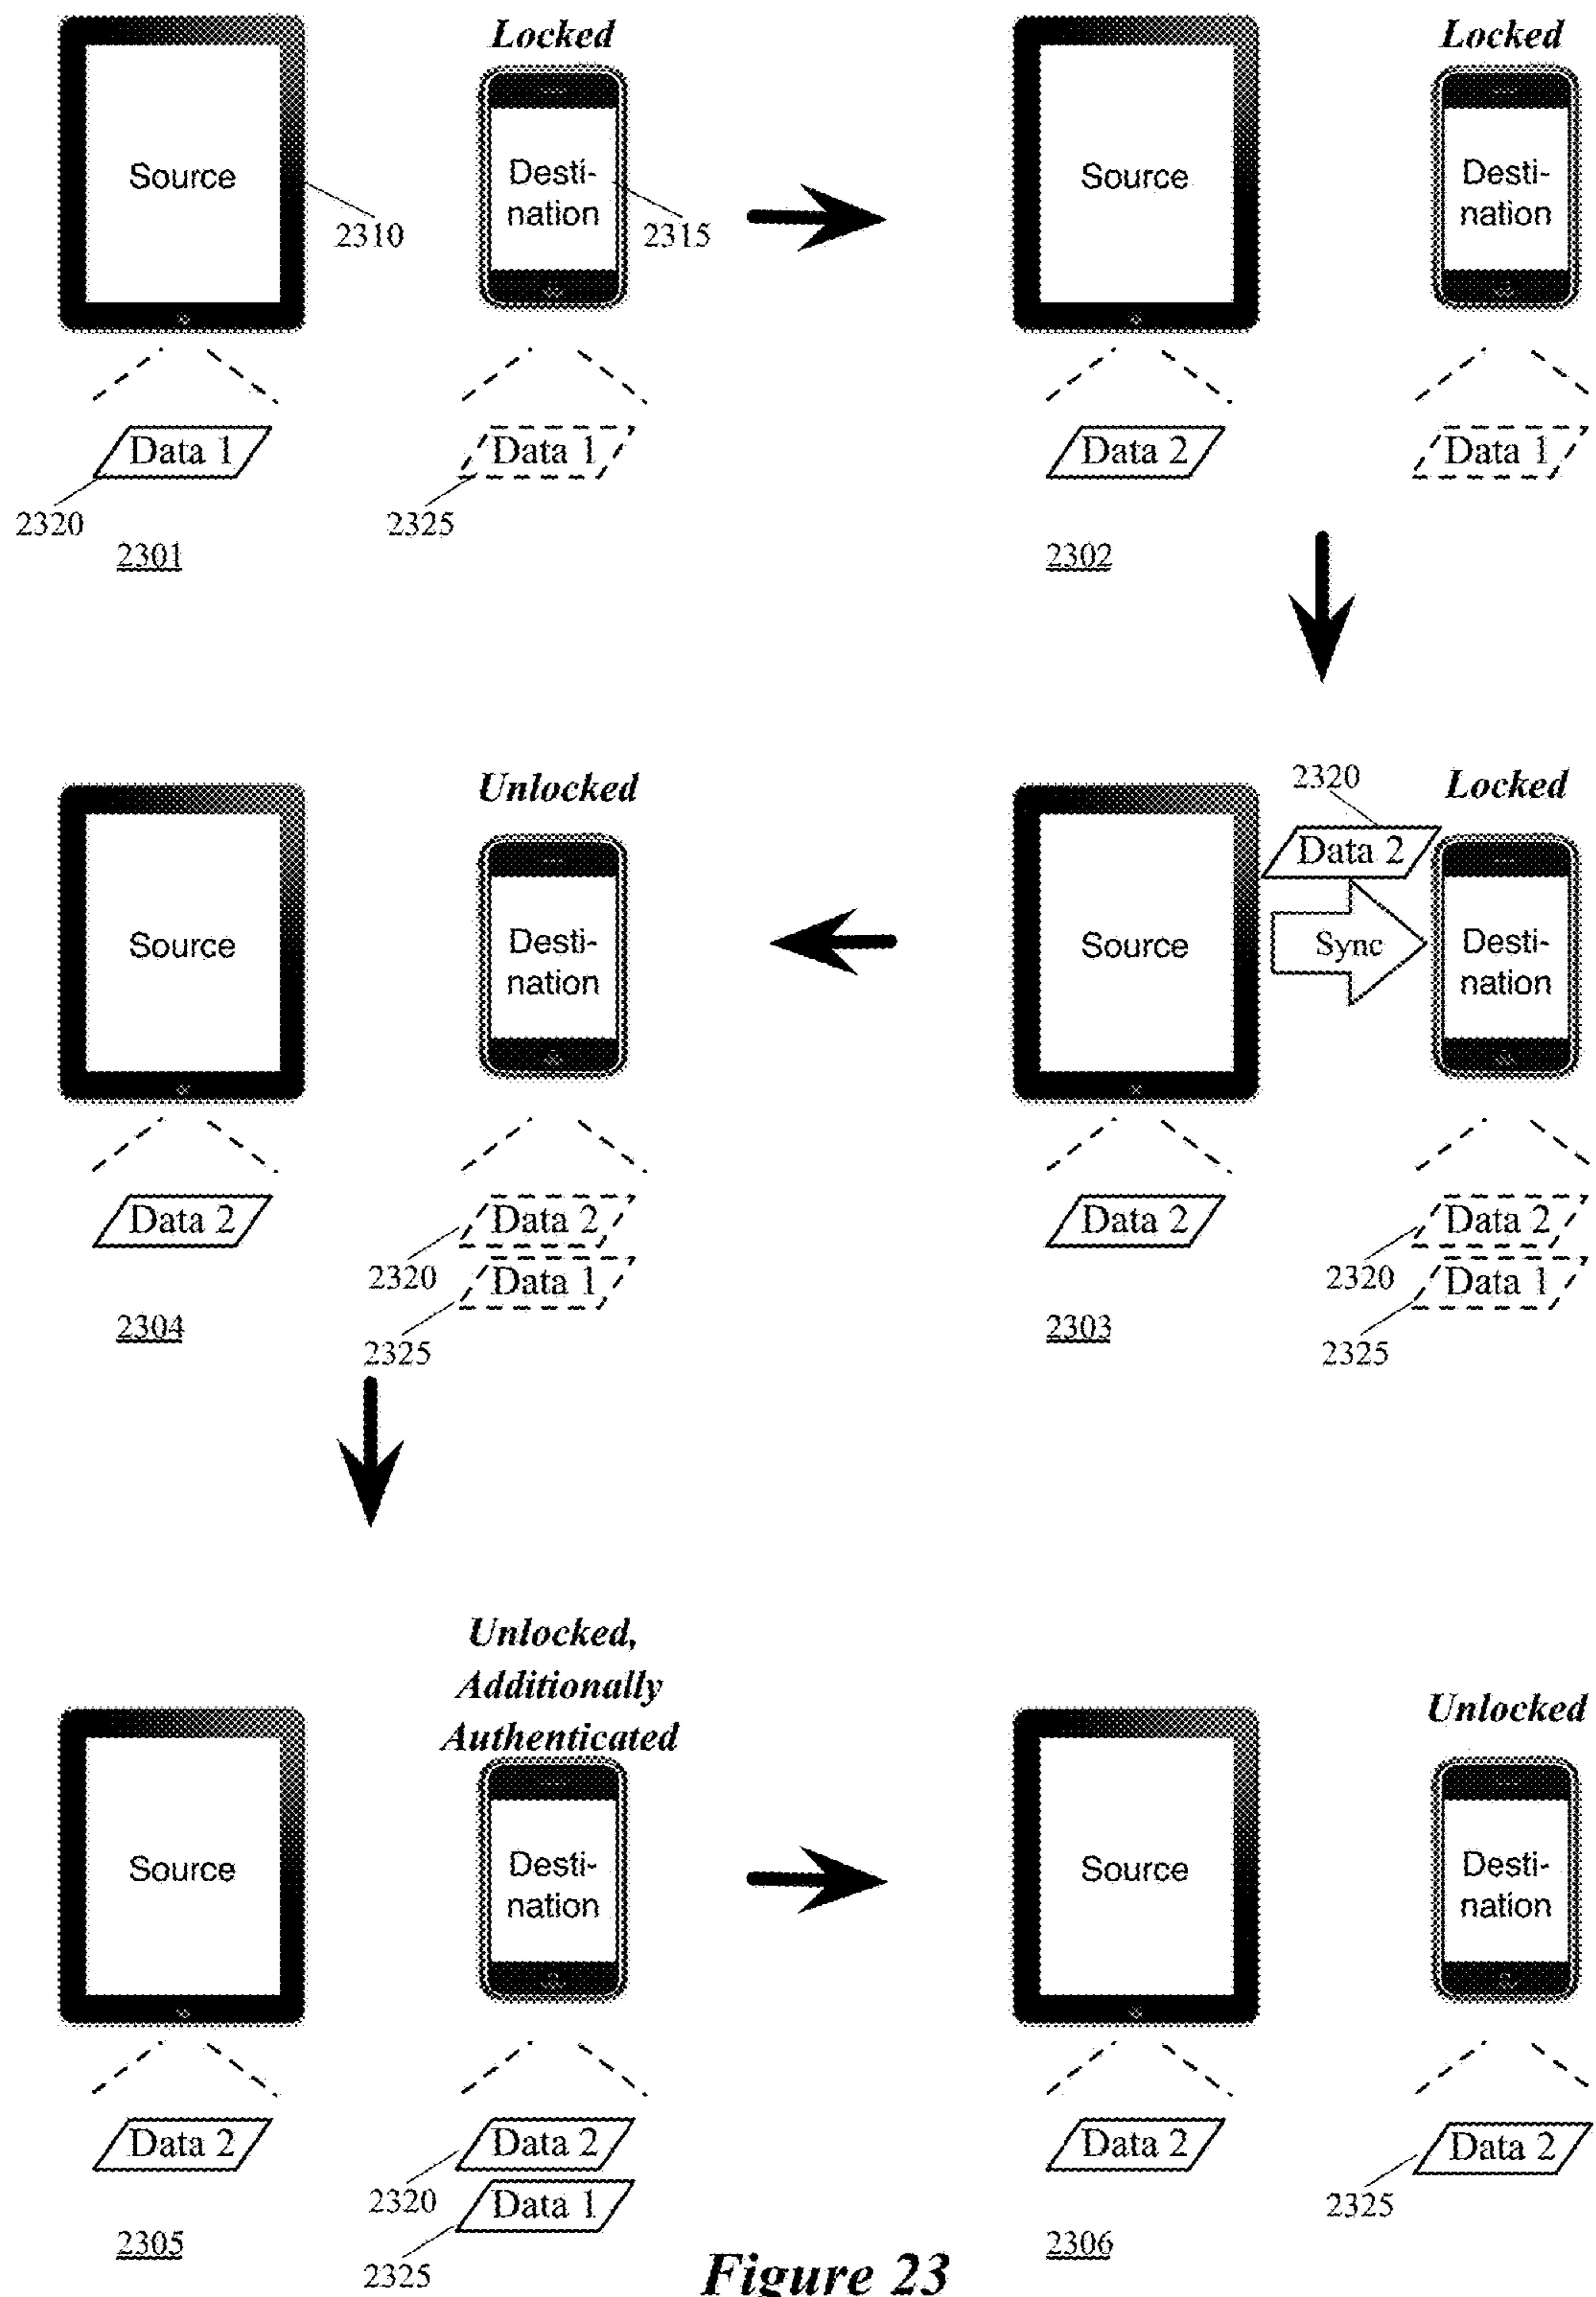 Locked
Source
Desti-
nation
2310
2315
Data 1
Data 1
2320
2325
2301
Locked
Source
Desti-
nation
Data 2
Data 1
2302
2320
Locked
Data 2
Source
Sync
Desti-
nation
Data 2
Data 2
2320
Data 1
2303
2325
Unlocked
Source
Desti-
nation
Data 2
Data 2
2320
Data 1
2304
2325
Unlocked,
Additionally
Authenticated
Source
Desti-
nation
Data 2
Data 2
2320
Data 1
2305
2325
Unlocked
Source
Desti-
nation
Data 2
Data 2
2325
2306
Figure 23